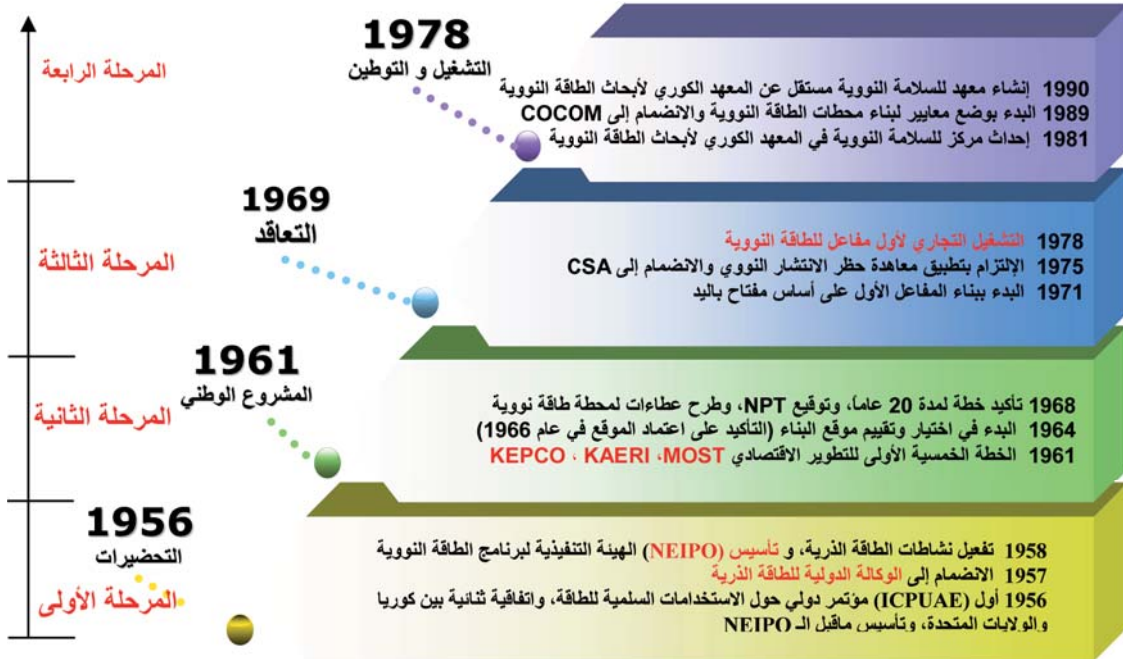 1978
التشغيل و التوطين
المرحلة الرابعة
1990 إنشاء معهد للسلامة النووية مستقل عن المعهد الكوري لأبحاث الطاقة النووية
1989 البدء بوضع معايير لبناء محطات الطاقة النووية والانضمام إلى COCOM
1981 إحداث مركز للسلامة النووية في المعهد الكوري لأبحاث الطاقة النووية
1969
التعاقد
المرحلة الثالثة
1978 التشغيل التجاري لأول مفاعل للطاقة النووية
1975 الإلتزام بتطبيق معاهدة حظر الانتشار النووي والانضمام إلى CSA
1971 البدء ببناء المفاعل الأول على أساس مفتاح باليد
1961
المشروع الوطني
المرحلة الثانية
1968 تأكيد خطة لمدة 20 عاماً، وتوقيع NPT، وطرح عطاءات لمحطة طاقة نووية
1964 البدء في اختيار وتقييم موقع البناء (التأكيد على اعتماد الموقع في عام 1966)
1961 الخطة الخمسية الأولى للتطوير الاقتصادي KEPCO ، KAERI ،MOST
1956
التحضيرات
المرحلة الأولى
1958 تفعيل نشاطات الطاقة الذرية، و تأسيس (NEIPO) الهيئة التنفيذية لبرنامج الطاقة النووية
1957 الانضمام إلى الوكالة الدولية للطاقة الذرية
1956 أول (ICPUAE) مؤتمر دولي حول الاستخدامات السلمية للطاقة، واتفاقية ثنائية بين كوريا
والولايات المتحدة، وتأسيس ماقبل الـ NEIPO